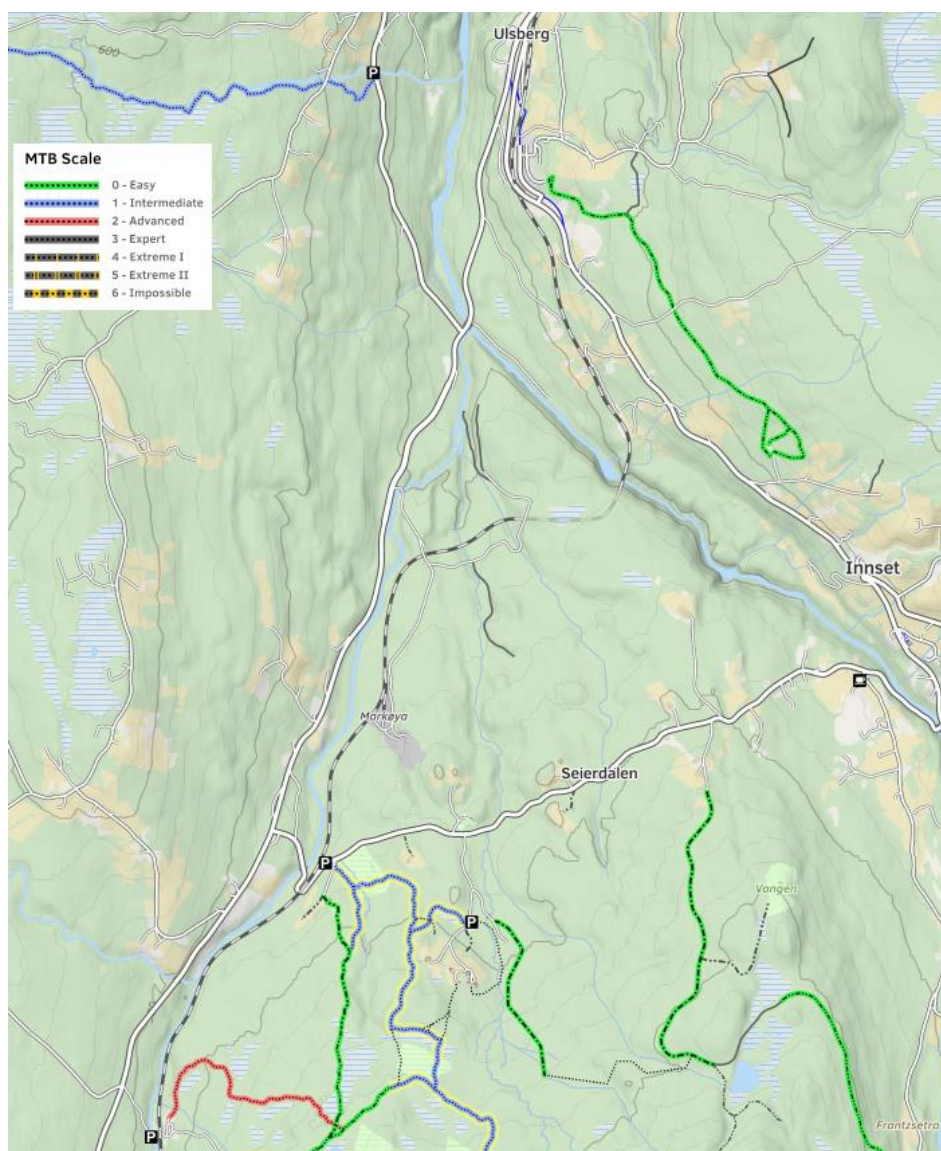 Ulsberg
600
P
MTB Scale
0 - Easy
1 - Intermediate
2 - Advanced
3 - Expert
4 - Extreme I
5 - Extreme II
6 - Impossible
Innset
Markøya
Seierdalen
P
Vangen
P
Frantzsetra
P